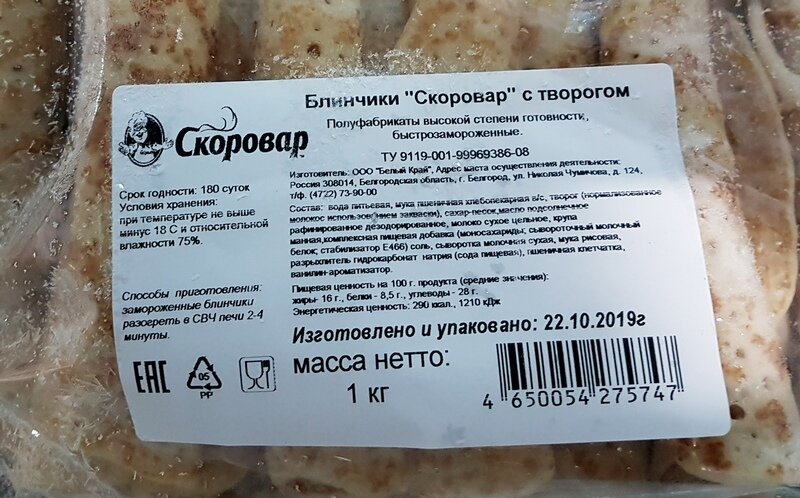 Скоровар
Срок годности: 180 суток
Условия хранения:
при температуре не выше
минус 18 С и относительной
влажности 75%.
Способы приготовления:
замороженные блинчики
разогреть в СВЧ печи 2-4
минуты.
EAC
05
PP
Блинчики "Скоровар" с творогом
Полуфабрикаты высокой степени готовности,
быстрозамороженные.
ТУ 9119-001-99969386-08
Изготовитель: ООО "Белый Край", Адрес места осуществления деятельности:
Россия 308014, Белгородская область, г. Белгород, ул. Николая Чумичова, д. 124,
т/ф. (4722) 73-90-00
Состав: вода питьевая, мука пшеничная хлебопекарная в/с, творог (нормализованное
молокос использованием закваски), сахар-песок,масло подсолнечное
рафинированное дезодорированное, молоко сухое цельное, крупа
манная,комплексная пищевая добавка (моносахариды; сывороточный молочный
белок; стабилизатор Е466) соль, сыворотка молочная сухая, мука рисовая,
разрыхлитель гидрокарбонат натрия (сода пищевая), пшеничная клетчатка,
ванилин-ароматизатор.
Пищевая ценность на 100 г. продукта (средние значения):
жиры- 16 г., белки - 8,5 г., углеводы - 28 г.
Энергетическая ценность: 290 ккал., 1210 кДж
Изготовлено и упаковано: 22.10.2019г
масса нетто:
1 кг
4 650054 275747